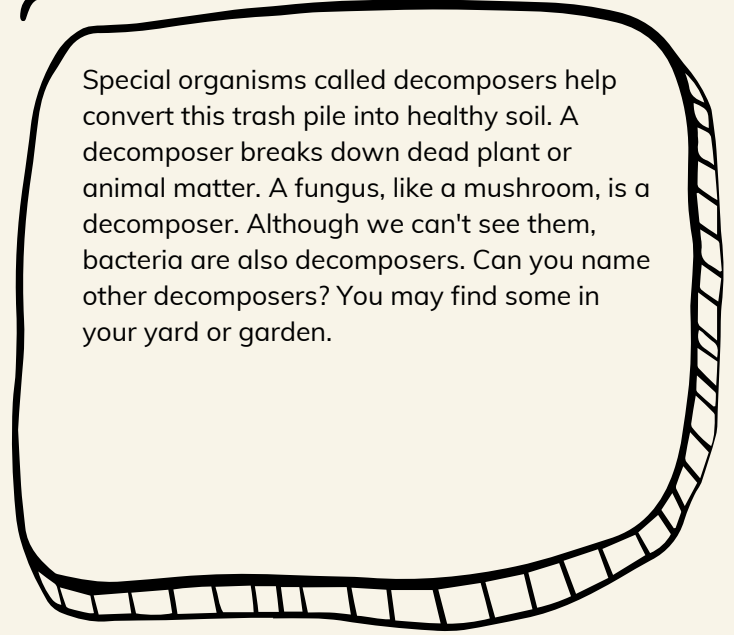 Special organisms called decomposers help
convert this trash pile into healthy soil. A
decomposer breaks down dead plant or
animal matter. A fungus, like a mushroom, is a
decomposer. Although we can't see them,
bacteria are also decomposers. Can you name
other decomposers? You may find some in
your yard or garden.